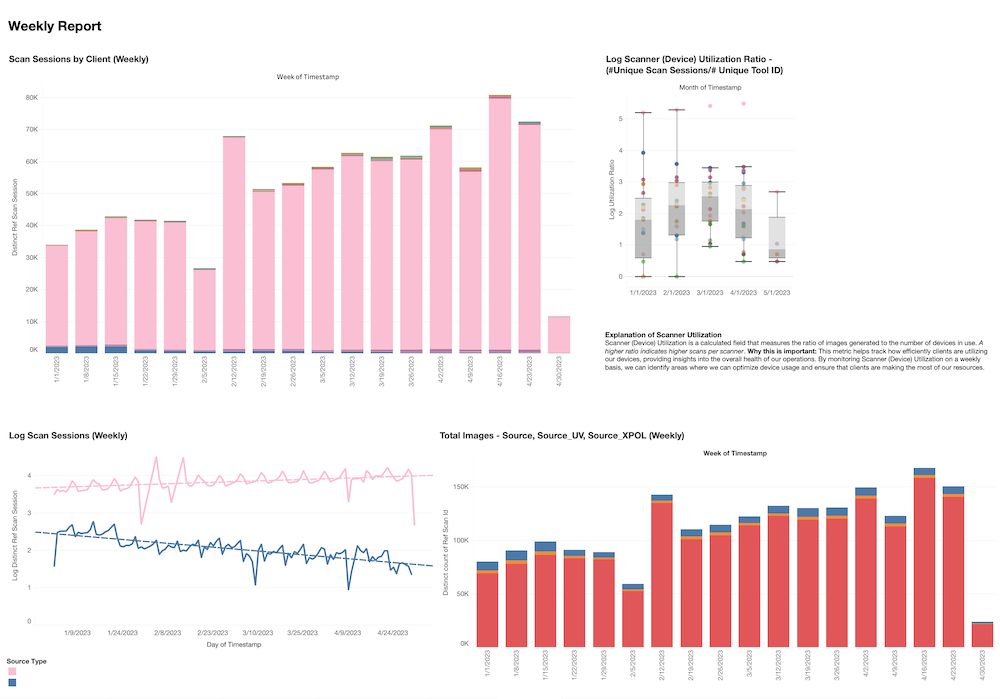 Weekly Report
Scan Sessions by Client (Weekly)
Week of Timestamp
Distinct Ref Scan Session
80K
70K
60K
50K
40K
30K
20K
10K
0K
1/1/2023
1/8/2023
1/15/2023
1/22/2023
1/29/2023
2/5/2023
2/12/2023
2/19/2023
2/26/2023
3/9/2023
3/12/2023
3/19/2023
3/26/2023
4/2/2023
4/9/2023
4/16/2023
4/23/2023
4/30/2023
Log Scanner (Device) Utilization Ratio -
(#Unique Scan Sessions/# Unique Tool ID)
Month of Timestamp
Log Utilization Ratio
5
4
3
2
1
0
1/1/2023
2/1/2023
3/1/2023
4/1/2023
5/1/2023
Explanation of Scanner Utilization
Scanner (Device) Utilization is a calculated field that measures the ratio of images generated to the number of devices in use. A
higher ratio indicates higher scans per scanner. Why this is important: This metric helps track how efficiently clients are utilizing
our devices, providing insights into the overall health of our operations. By monitoring Scanner (Device) Utilization on a weekly
basis, we can identify areas where we can optimize device usage and ensure that clients are making the most of our resources.
Log Scan Sessions (Weekly)
Log Distinct Ref Scan Session
4
3
2
1
0
1/9/2023
1/24/2023
2/8/2023
2/23/2023
3/10/2023
3/25/2023
4/9/2023
4/24/2023
Day of Timestamp
Source Type
Total Images - Source, Source_UV, Source_XPOL (Weekly)
Week of Timestamp
Distinct count of Ref Scan Id
150K
100K
50K
0K
1/1/2023
1/8/2023
1/15/2023
1/22/2023
1/29/2023
2/5/2023
2/12/2023
2/19/2023
2/26/2023
3/5/2023
3/12/2023
3/19/2023
3/26/2023
4/2/2023
4/9/2023
4/16/2023
4/23/2023
4/30/2023